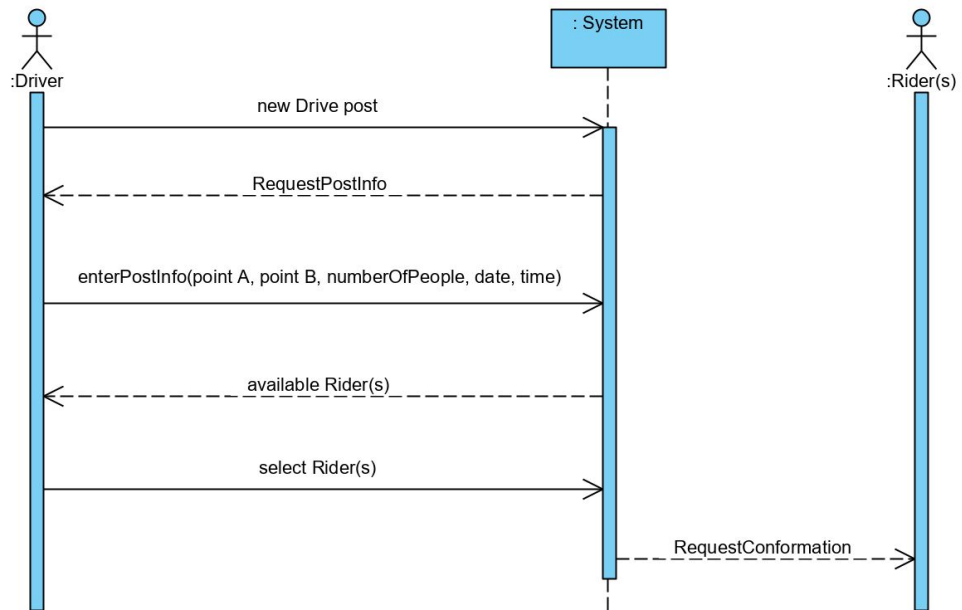 : System
:Driver
:Rider(s)
new Drive post
RequestPostInfo
enterPostInfo(point A, point B, numberOfPeople, date, time)
available Rider(s)
select Rider(s)
RequestConformation